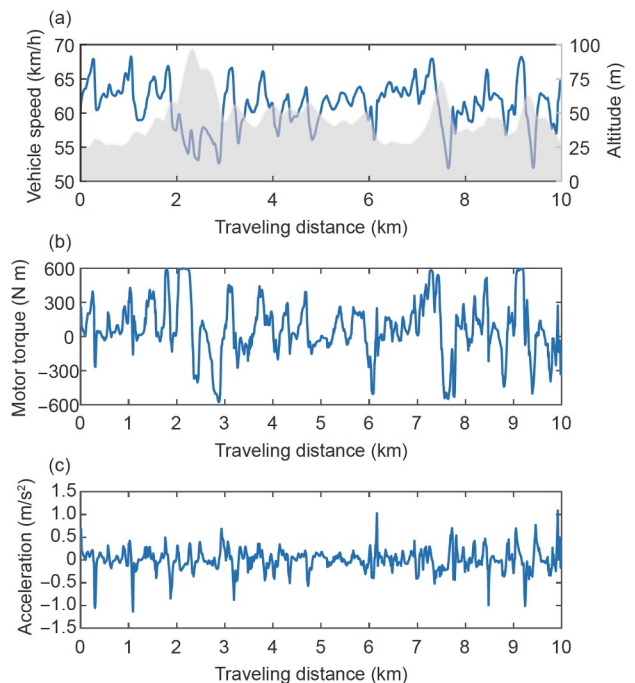 (a)
Vehicle speed (km/h)
70
65
60
55
50
100
75
50
25
0
Altitude (m)
0 2 4 6 8 10
Traveling distance (km)
(b)
Motor torque (N m)
600
300
0
−300
−600
0 1 2 3 4 5 6 7 8 9 10
Traveling distance (km)
(c)
Acceleration (m/s²)
1.5
1.0
0.5
0
−0.5
−1.0
−1.5
0 1 2 3 4 5 6 7 8 9 10
Traveling distance (km)